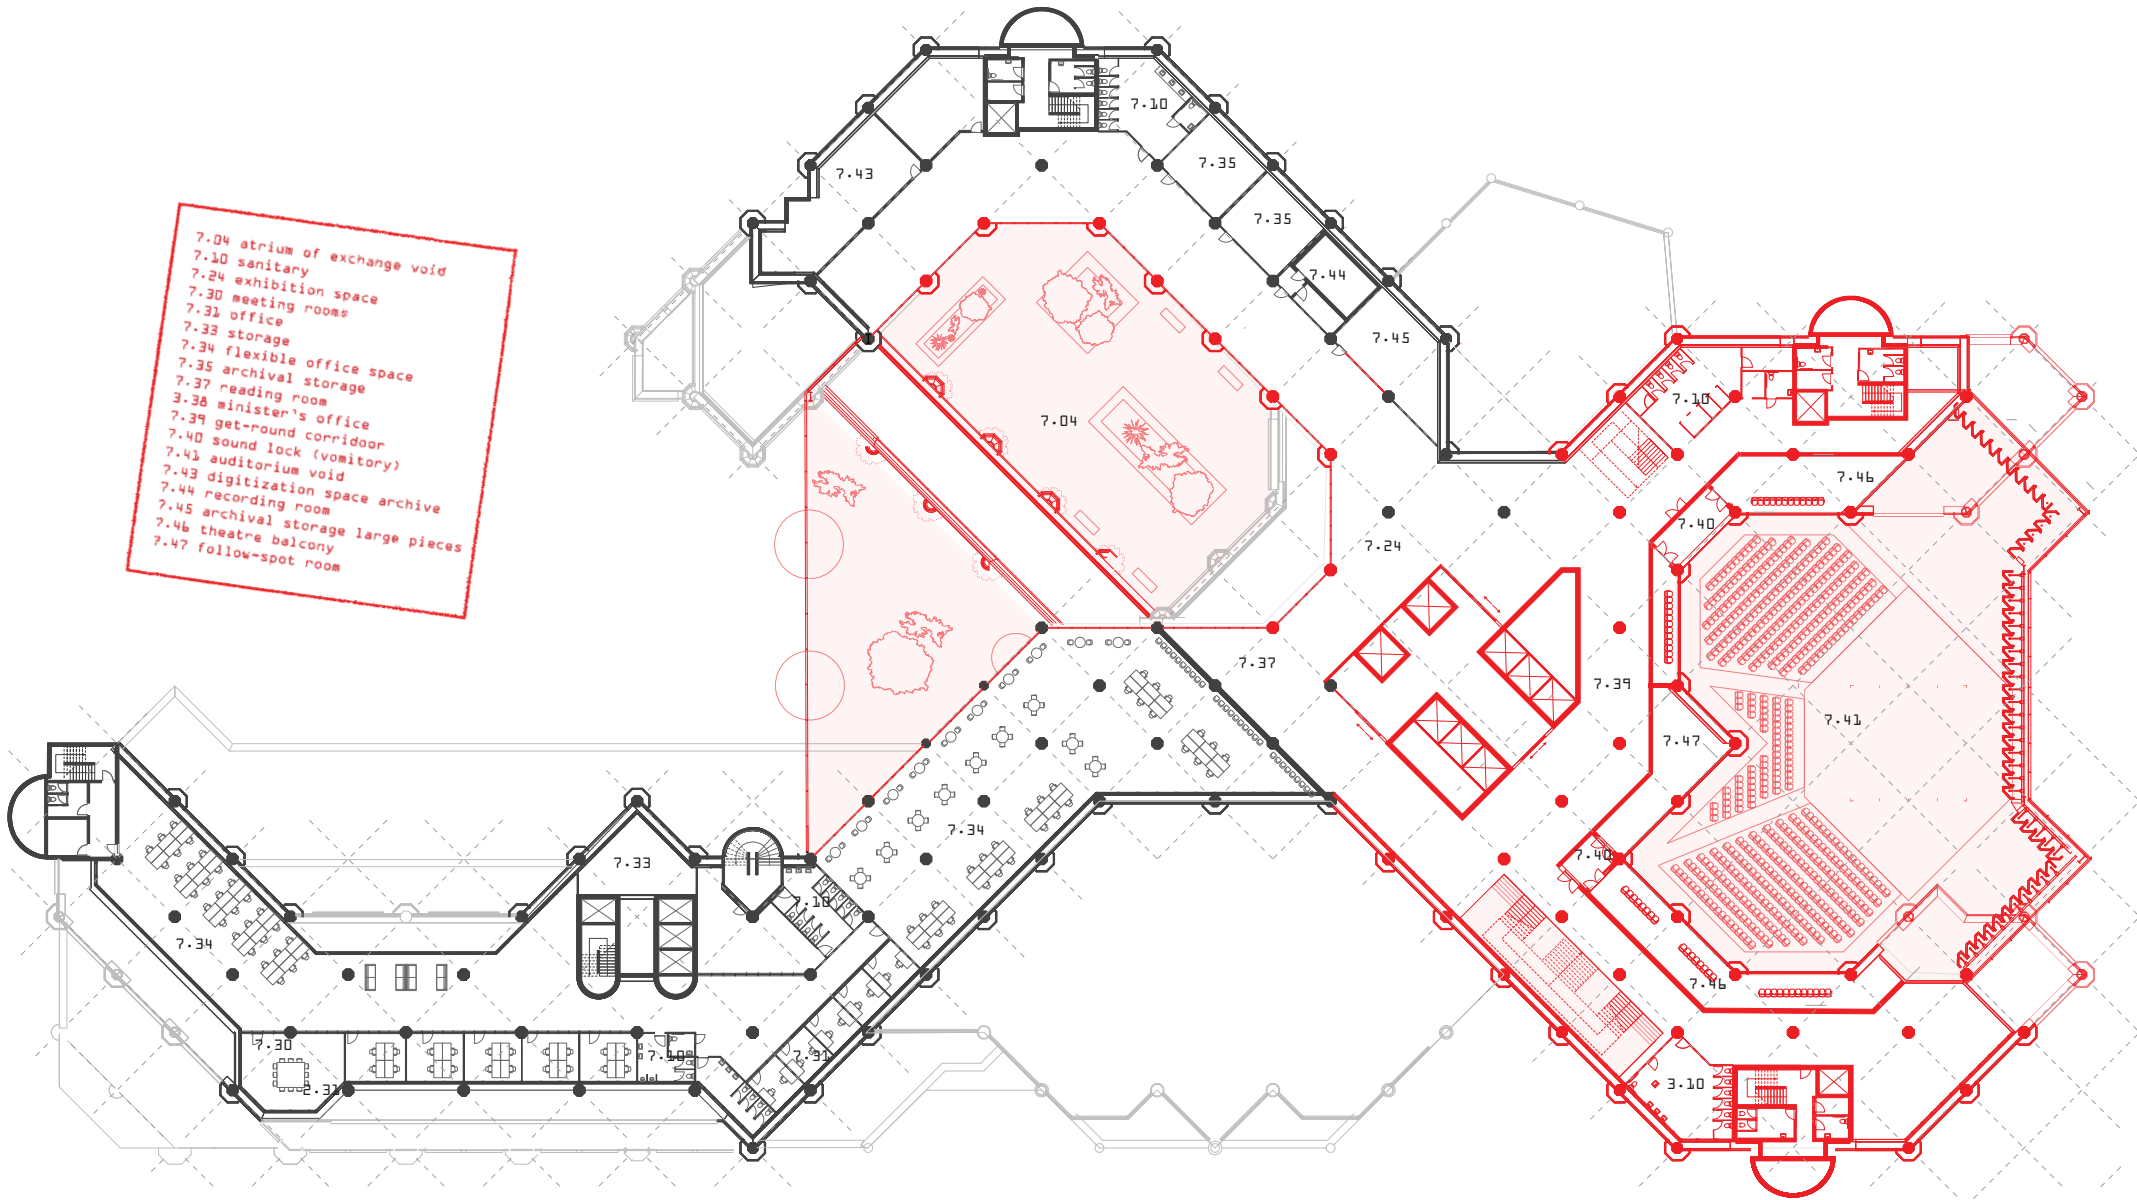 7.04 atrium of exchange void
7.10 sanitary
7.24 exhibition space
7.30 meeting rooms
7.31 office
7.33 storage
7.34 flexible office space
7.35 archival storage
7.37 reading room
3.38 minister's office
7.39 get-round corridoor
7.40 sound lock (vomitory)
7.41 auditorium void
7.43 digitization space archive
7.44 recording room
7.45 archival storage large pieces
7.46 theatre balcony
7.47 follow-spot room
7.10
7.43
7.35
7.35
7.44
7.45
7.10
7.04
7.46
7.40
7.24
7.37
7.39
7.41
7.47
7.34
7.40
7.33
7.10
7.34
7.46
7.30
7.10
7.31
2.31
3.10